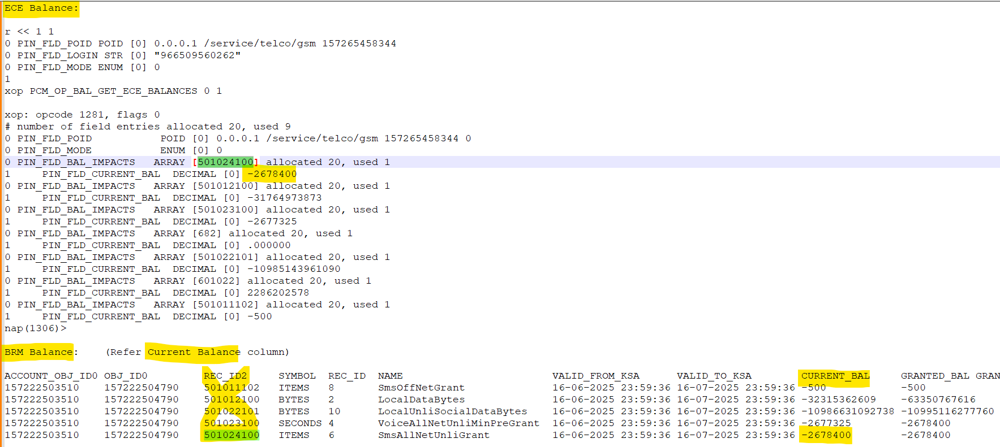 ECE Balance:
r << 1 1
0 PIN_FLD_POID POID [0] 0.0.0.1 /service/telco/gsm 157265458344
0 PIN_FLD_LOGIN STR [0] "966509560262"
0 PIN_FLD_MODE ENUM [0] 0
1
xop PCM_OP_BAL_GET_ECE_BALANCES 0 1
xop: opcode 1281, flags 0
# number of field entries allocated 20, used 9
0 PIN_FLD_POID POID [0] 0.0.0.1 /service/telco/gsm 157265458344 0
0 PIN_FLD_MODE ENUM [0] 0
0 PIN_FLD_BAL_IMPACTS ARRAY [501024100] allocated 20, used 1
1 PIN_FLD_CURRENT_BAL DECIMAL [0] -2678400
0 PIN_FLD_BAL_IMPACTS ARRAY [501012100] allocated 20, used 1
1 PIN_FLD_CURRENT_BAL DECIMAL [0] -31764973873
0 PIN_FLD_BAL_IMPACTS ARRAY [501023100] allocated 20, used 1
1 PIN_FLD_CURRENT_BAL DECIMAL [0] -2677325
0 PIN_FLD_BAL_IMPACTS ARRAY [682] allocated 20, used 1
1 PIN_FLD_CURRENT_BAL DECIMAL [0] .000000
0 PIN_FLD_BAL_IMPACTS ARRAY [501022101] allocated 20, used 1
1 PIN_FLD_CURRENT_BAL DECIMAL [0] -10985143961090
0 PIN_FLD_BAL_IMPACTS ARRAY [601022] allocated 20, used 1
1 PIN_FLD_CURRENT_BAL DECIMAL [0] 2286202578
0 PIN_FLD_BAL_IMPACTS ARRAY [501011102] allocated 20, used 1
1 PIN_FLD_CURRENT_BAL DECIMAL [0] -500
nap(1306)>
BRM Balance: (Refer Current Balance column)
ACCOUNT_OBJ_ID0 OBJ_ID0 REC_ID2 SYMBOL REC_ID NAME VALID_FROM_KSA VALID_TO_KSA CURRENT_BAL GRANTED_BAL GRAN
157222503510 157222504790 501011102 ITEMS 8 SmsOffNetGrant 16-06-2025 23:59:36 16-07-2025 23:59:36 -500 -500
157222503510 157222504790 501012100 BYTES 2 LocalDataBytes 16-06-2025 23:59:36 16-07-2025 23:59:36 -32315362609 -63350767616
157222503510 157222504790 501022101 BYTES 10 LocalUnliSocialDataBytes 16-06-2025 23:59:36 16-07-2025 23:59:36 -10986631092738 -10995116277760
157222503510 157222504790 501023100 SECONDS 4 VoiceAllNetUnliMinPreGrant 16-06-2025 23:59:36 16-07-2025 23:59:36 -2677325 -2678400
157222503510 157222504790 501024100 ITEMS 6 SmsAllNetUnliGrant 16-06-2025 23:59:36 16-07-2025 23:59:36 -2678400 -2678400